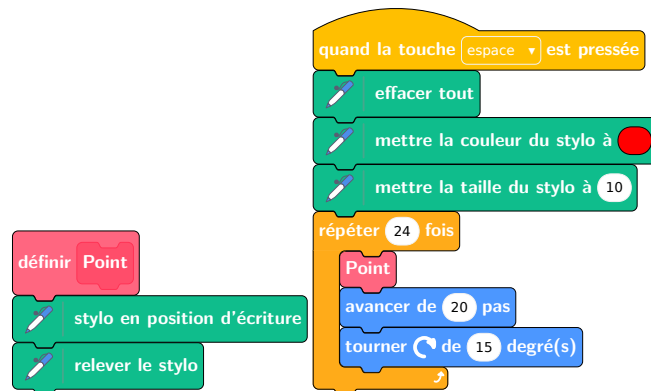 définir Point
stylo en position d'écriture
relever le stylo
quand la touche espace ▼ est pressée
effacer tout
mettre la couleur du stylo à
mettre la taille du stylo à 10
répéter 24 fois
Point
avancer de 20 pas
tourner de 15 degré(s)